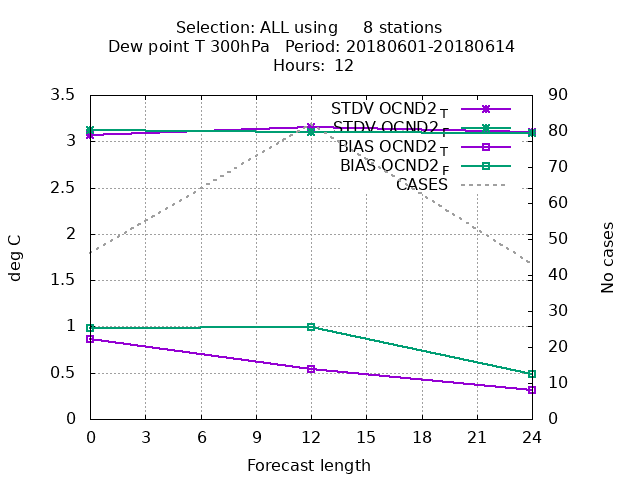 Selection: ALL using 8 stations
Dew point T 300hPa Period: 20180601-20180614
Hours: 12
3.5
3
2.5
2
1.5
1
0.5
0
deg C
STDV OCND2_T
STDV OCND2_F
BIAS OCND2_T
BIAS OCND2_F
CASES
90
80
70
60
50
40
30
20
10
0
No cases
0 3 6 9 12 15 18 21 24
Forecast length